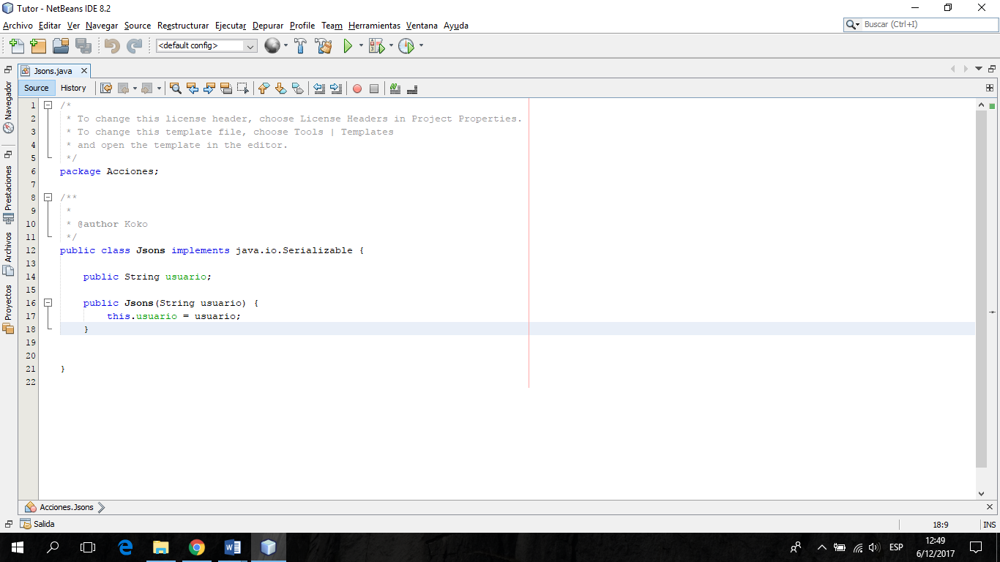 Tutor - NetBeans IDE 8.2
Archivo Editar Ver Navegar Source Reestructurar Ejecutar Depurar Profile Team Herramientas Ventana Ayuda
Buscar (Ctrl+I)
<default config>
Jsons.java
Source History
Navegador
Prestaciones
Archivos
Proyectos
1 /*
2 * To change this license header, choose License Headers in Project Properties.
3 * To change this template file, choose Tools | Templates
4 * and open the template in the editor.
5 */
6 package Acciones;
7
8 /**
9 *
10 * @author Koko
11 */
12 public class Jsons implements java.io.Serializable {
13
14 public String usuario;
15
16 public Jsons(String usuario) {
17 this.usuario = usuario;
18 }
19
20
21 }
22
Acciones.Jsons
Salida
18:9 INS
ESP
12:49
6/12/2017